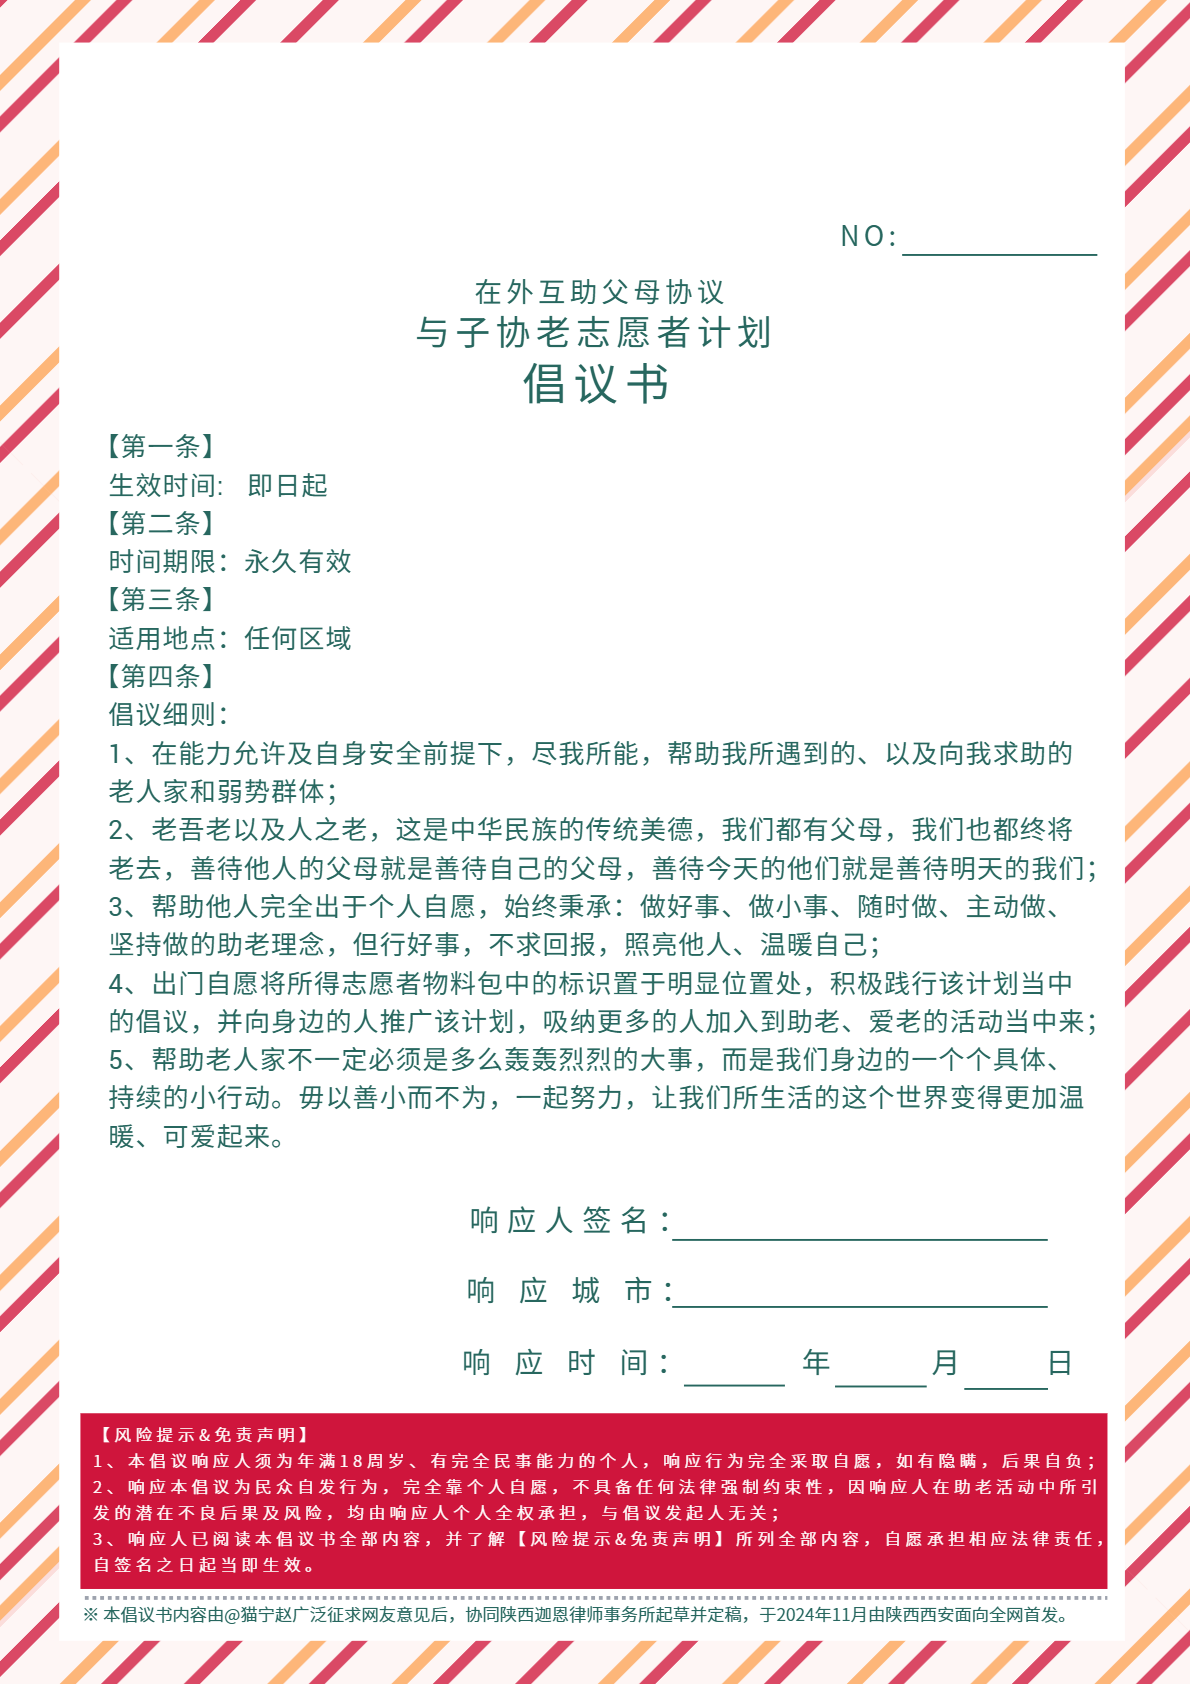 NO:
在外互助父母协议
与子协老志愿者计划
倡议书
【第一条】
生效时间: 即日起
【第二条】
时间期限：永久有效
【第三条】
适用地点：任何区域
【第四条】
倡议细则：
1、在能力允许及自身安全前提下，尽我所能，帮助我所遇到的、以及向我求助的
老人家和弱势群体；
2、老吾老以及人之老，这是中华民族的传统美德，我们都有父母，我们也都终将
老去，善待他人的父母就是善待自己的父母，善待今天的他们就是善待明天的我们；
3、帮助他人完全出于个人自愿，始终秉承：做好事、做小事、随时做、主动做、
坚持做的助老理念，但行好事，不求回报，照亮他人、温暖自己；
4、出门自愿将所得志愿者物料包中的标识置于明显位置处，积极践行该计划当中
的倡议，并向身边的人推广该计划，吸纳更多的人加入到助老、爱老的活动当中来；
5、帮助老人家不一定必须是多么轰轰烈烈的大事，而是我们身边的一个个具体、
持续的小行动。毋以善小而不为，一起努力，让我们所生活的这个世界变得更加温
暖、可爱起来。
响应人签名：
响应城市：
响应时间： 年 月 日
【风险提示&免责声明】
1、本倡议响应人须为年满18周岁、有完全民事能力的个人，响应行为完全采取自愿，如有隐瞒，后果自负；
2、响应本倡议为民众自发行为，完全靠个人自愿，不具备任何法律强制约束性，因响应人在助老活动中所引
发的潜在不良后果及风险，均由响应人个人全权承担，与倡议发起人无关；
3、响应人已阅读本倡议书全部内容，并了解【风险提示&免责声明】所列全部内容，自愿承担相应法律责任，
自签名之日起当即生效。
※ 本倡议书内容由@猫宁赵广泛征求网友意见后，协同陕西迦恩律师事务所起草并定稿，于2024年11月由陕西西安面向全网首发。